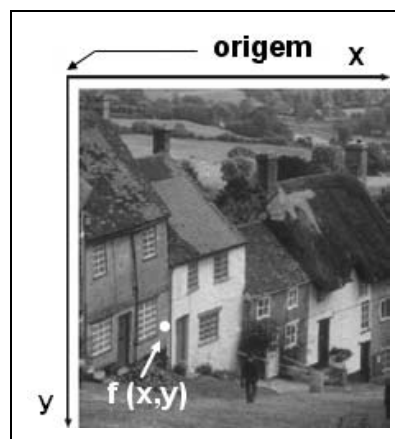 origem
x
y
f (x,y)